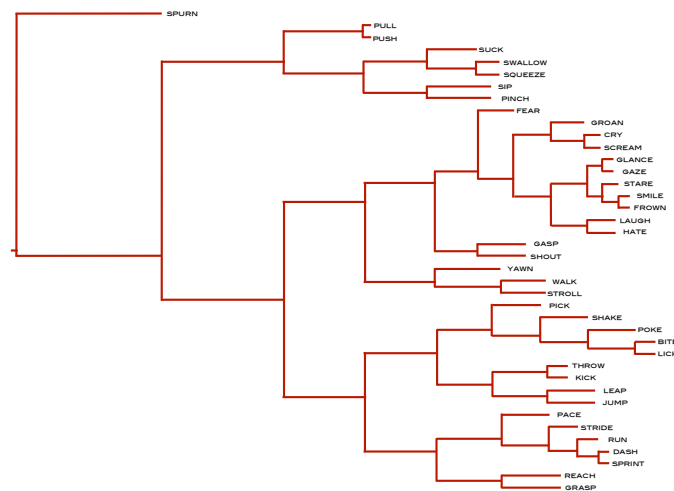 SPURN
PULL
PUSH
SUCK
SWALLOW
SQUEEZE
SIP
PINCH
FEAR
GROAN
CRY
SCREAM
GLANCE
GAZE
STARE
SMILE
FROWN
LAUGH
HATE
GASP
SHOUT
YAWN
WALK
STROLL
PICK
SHAKE
POKE
BITE
LICK
THROW
KICK
LEAP
JUMP
PACE
STRIDE
RUN
DASH
SPRINT
REACH
GRASP